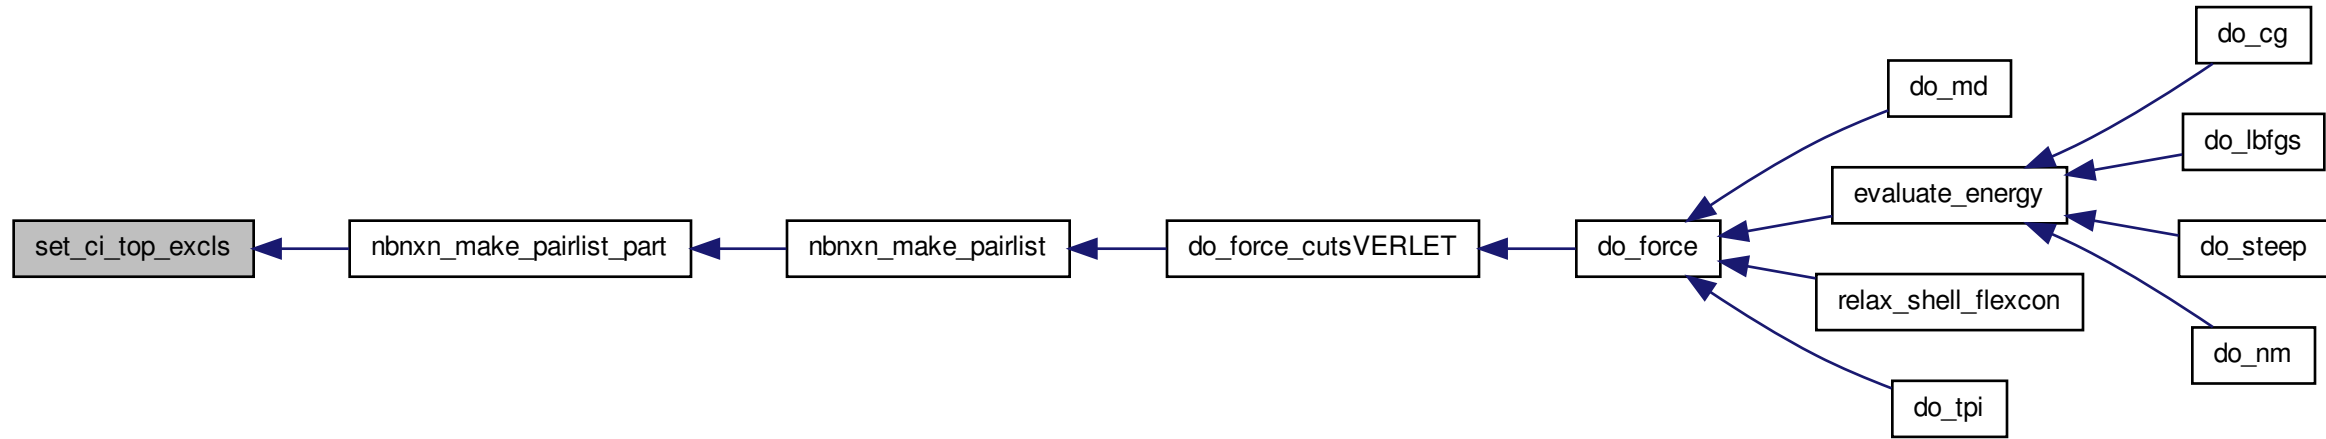 set_ci_top_excls
nbnxn_make_pairlist_part
nbnxn_make_pairlist
do_force_cutsVERLET
do_force
do_md
evaluate_energy
relax_shell_flexcon
do_tpi
do_cg
do_lbfgs
do_steep
do_nm